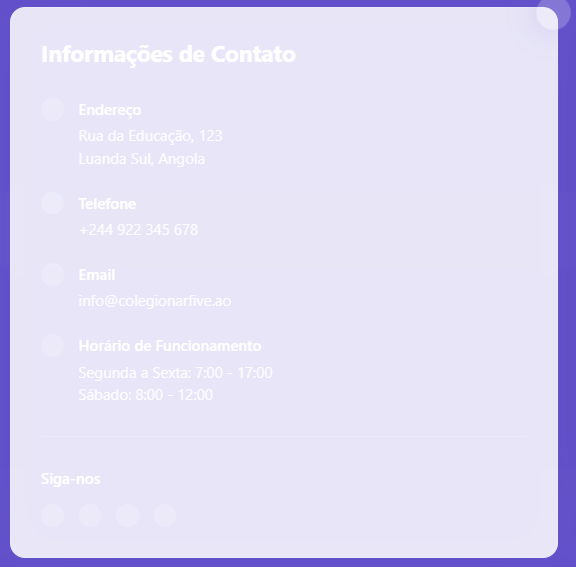 Informações de Contato
Endereço
Rua da Educação, 123
Luanda Sul, Angola
Telefone
+244 922 345 678
Email
info@colegionarfive.ao
Horário de Funcionamento
Segunda a Sexta: 7:00 - 17:00
Sábado: 8:00 - 12:00
Siga-nos